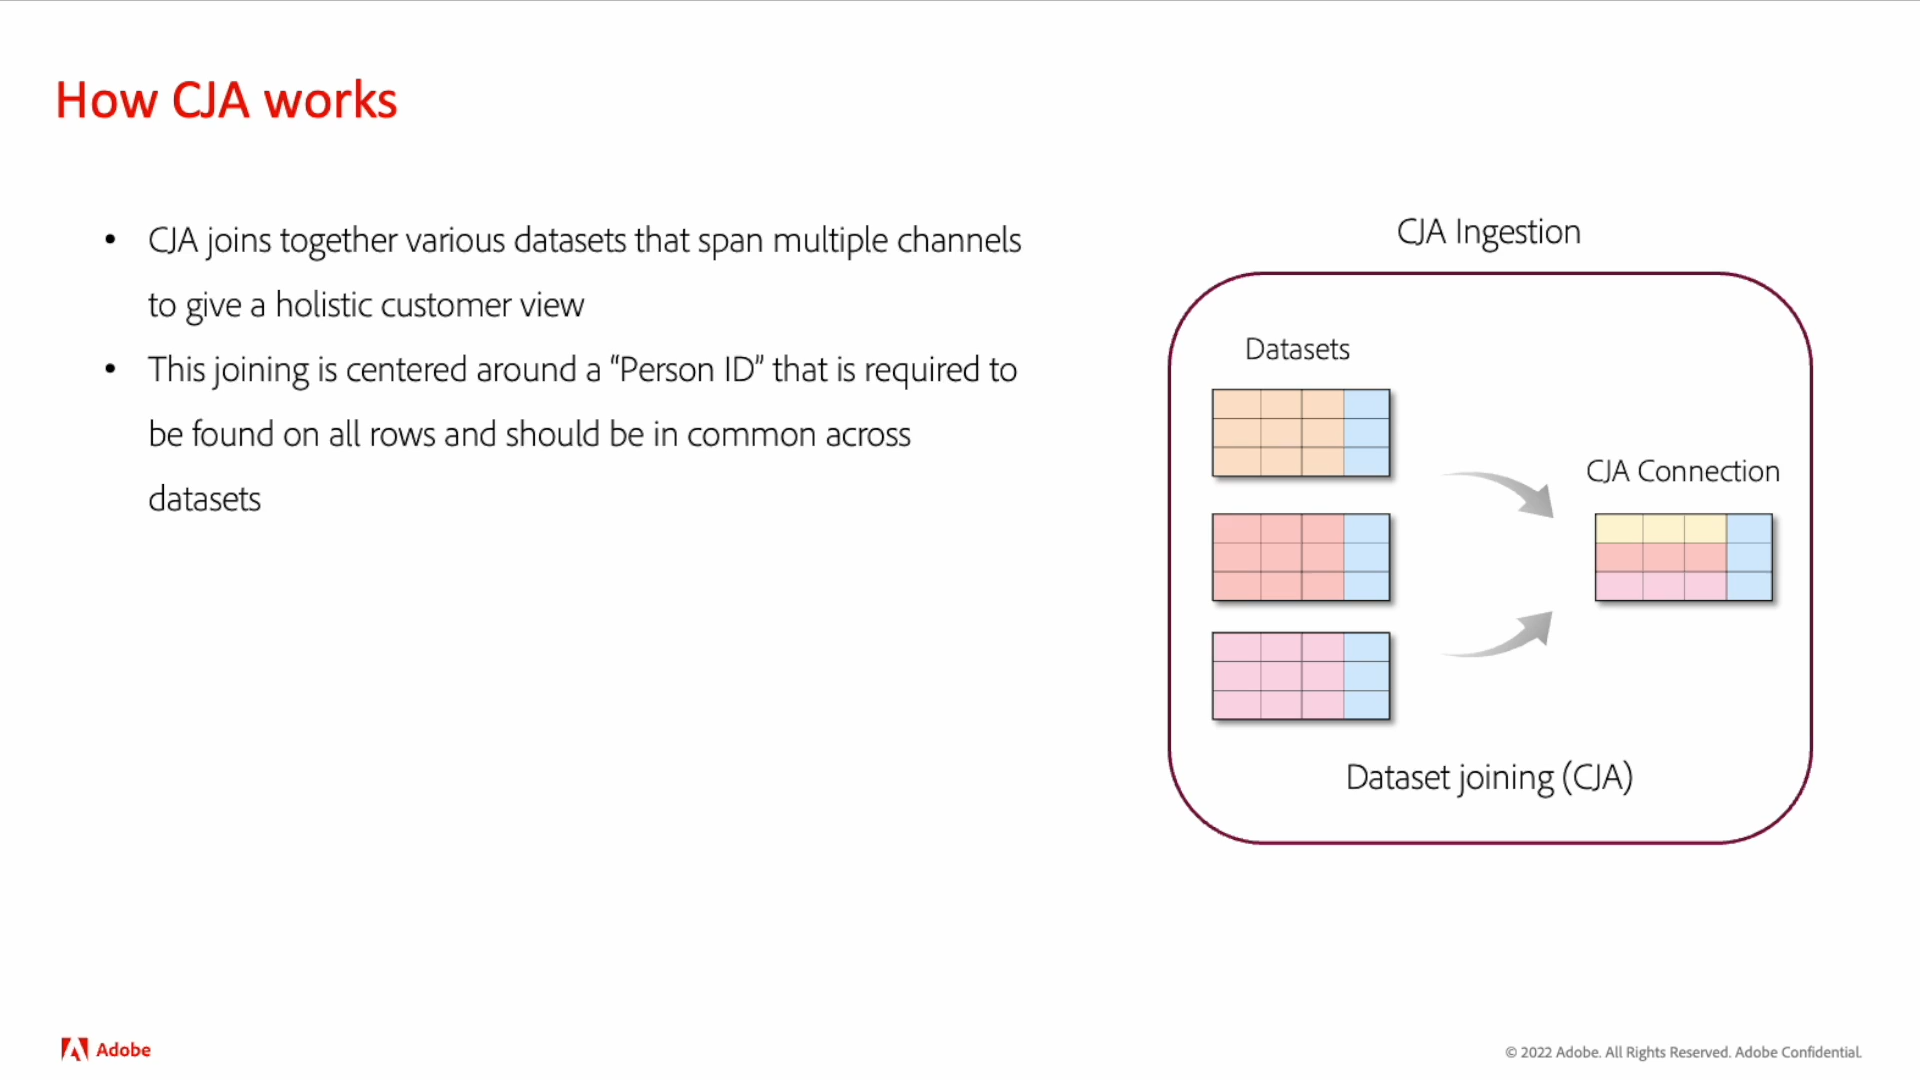 How CJA works
• CJA joins together various datasets that span multiple channels
to give a holistic customer view
• This joining is centered around a “Person ID” that is required to
be found on all rows and should be in common across
datasets
CJA Ingestion
Datasets
CJA Connection
Dataset joining (CJA)
Adobe
© 2022 Adobe. All Rights Reserved. Adobe Confidential.